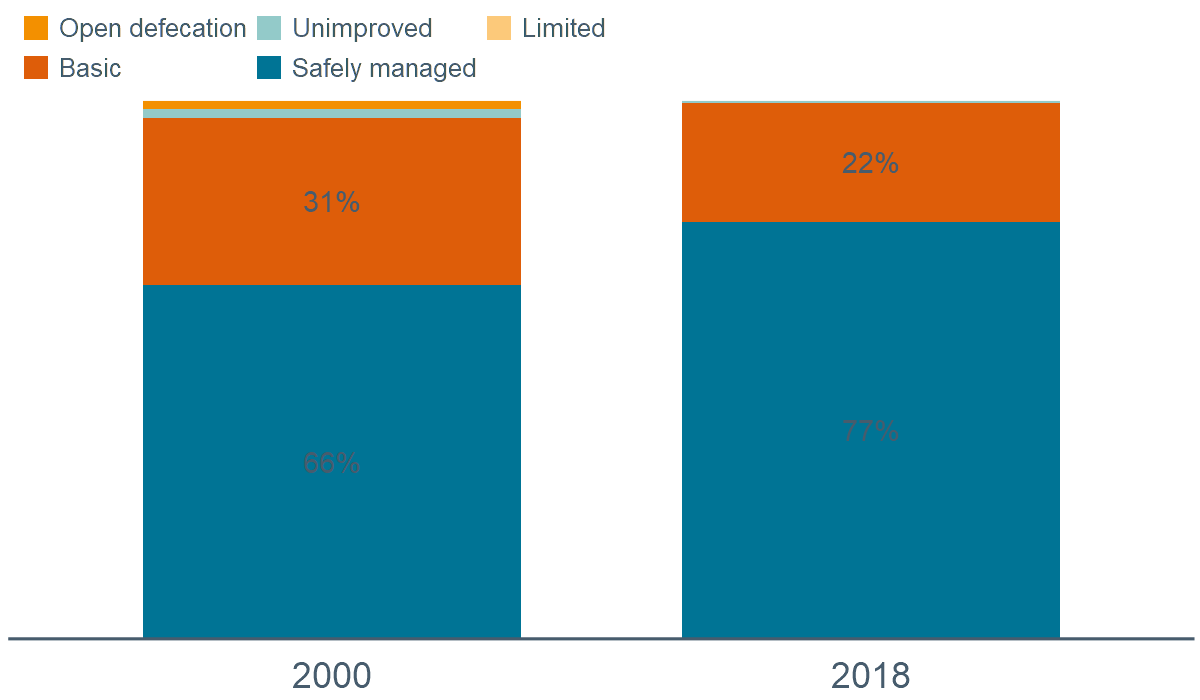 Open defecation Unimproved Limited
Basic Safely managed
31%
22%
66%
77%
2000 2018